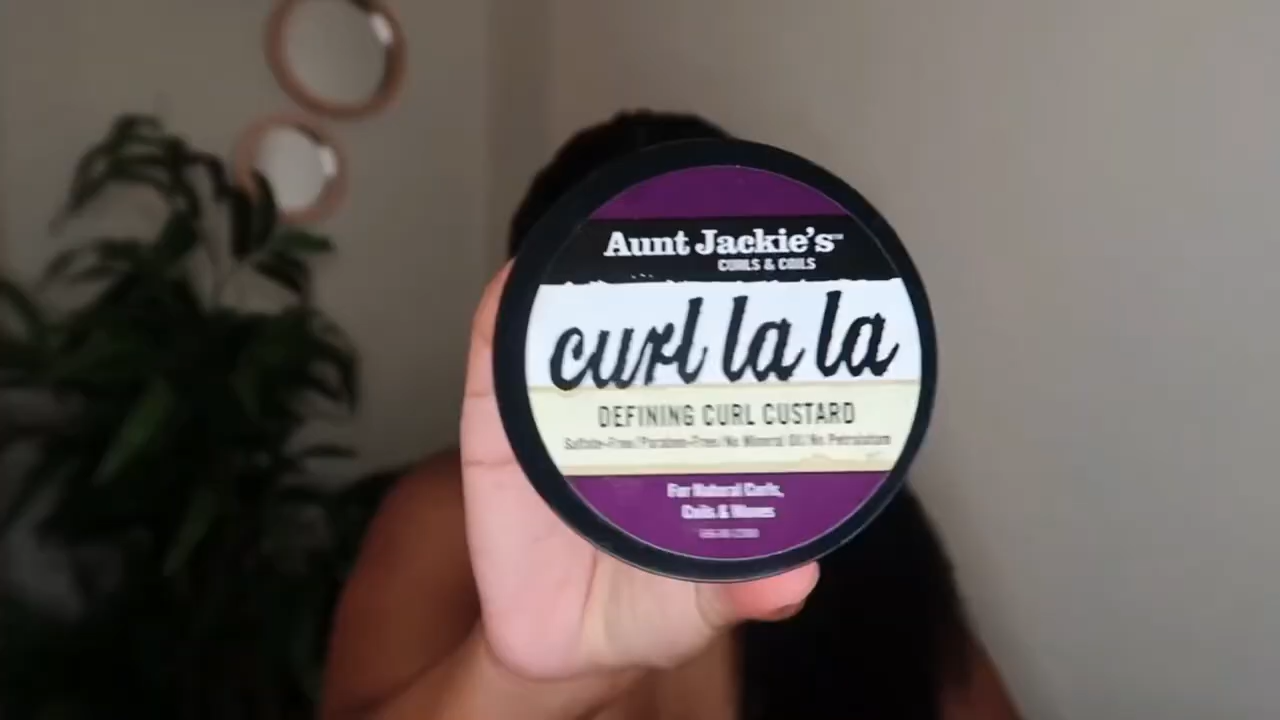 Aunt Jackie's™
CURLS & COILS
curl la la
DEFINING CURL CUSTARD
Sulfate-Free/Paraben-Free/No Mineral Oil/No Petrolatum
For Natural Curls,
Coils & Waves